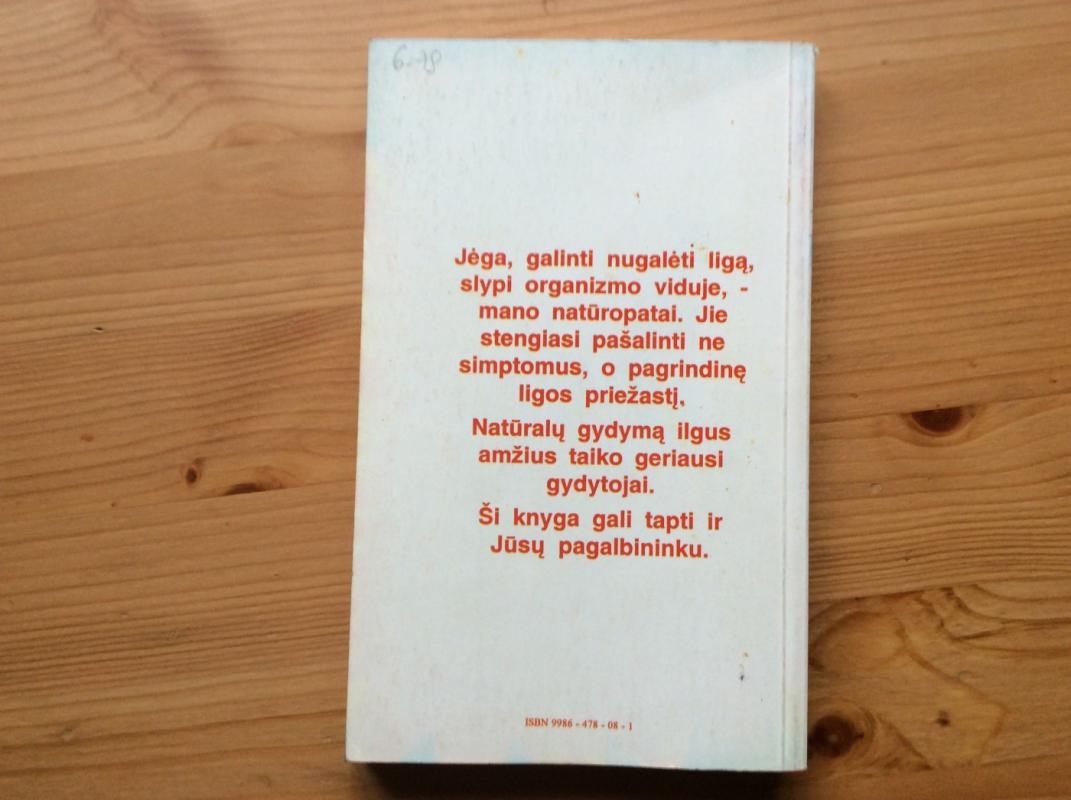 6-78
Jėga, galinti nugalėti ligą,
slypi organizmo viduje, -
mano natūropatai. Jie
stengiasi pašalinti ne
simptomus, o pagrindinę
ligos priežastį.
Natūralų gydymą ilgus
amžius taiko geriausi
gydytojai.
Ši knyga gali tapti ir
Jūsų pagalbininku.
ISBN 9986 - 478 - 08 - 1